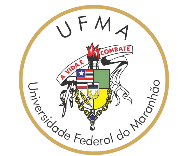 UFMA
A VIDA É COMBATE
Universidade Federal do Maranhão